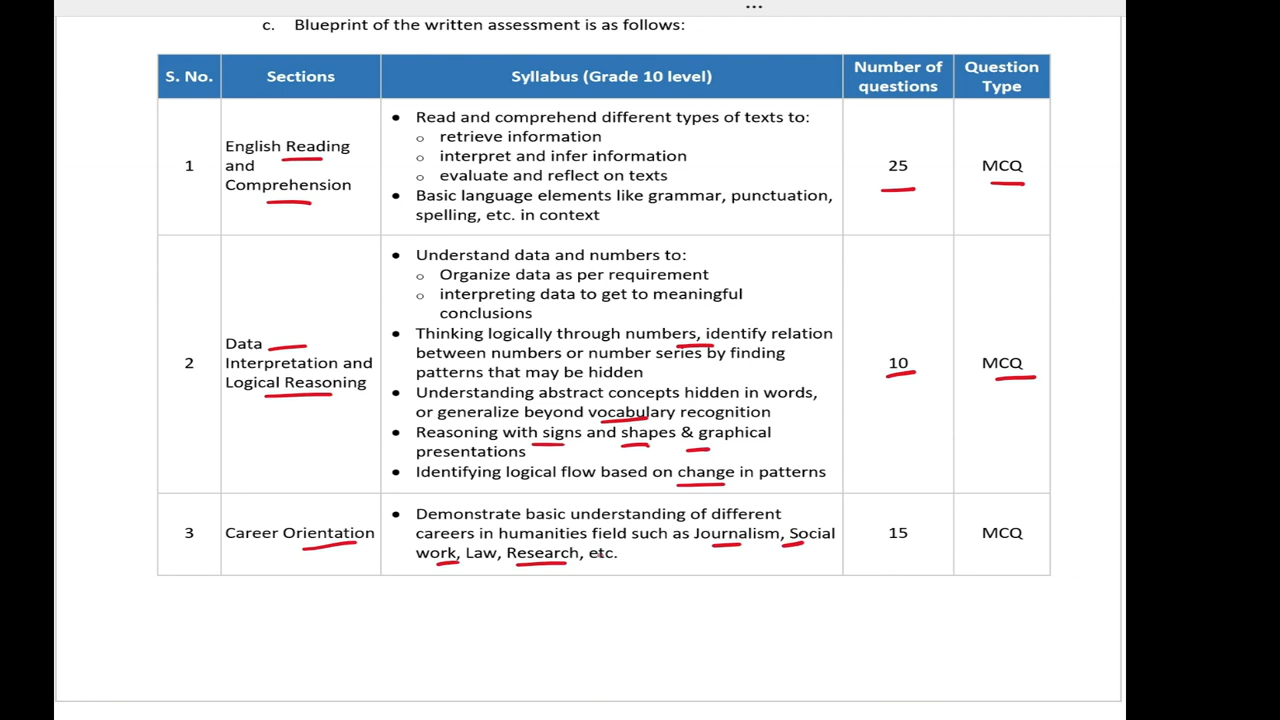 ...
c. Blueprint of the written assessment is as follows:
S. No. Sections Syllabus (Grade 10 level) Number of questions Question Type
1
English Reading
and
Comprehension
• Read and comprehend different types of texts to:
o retrieve information
o interpret and infer information
o evaluate and reflect on texts
• Basic language elements like grammar, punctuation,
spelling, etc. in context
25
MCQ
2
Data
Interpretation and
Logical Reasoning
• Understand data and numbers to:
o Organize data as per requirement
o interpreting data to get to meaningful
conclusions
• Thinking logically through numbers, identify relation
between numbers or number series by finding
patterns that may be hidden
• Understanding abstract concepts hidden in words,
or generalize beyond vocabulary recognition
• Reasoning with signs and shapes & graphical
presentations
• Identifying logical flow based on change in patterns
10
MCQ
3
Career Orientation
• Demonstrate basic understanding of different
careers in humanities field such as Journalism, Social
work, Law, Research, etc.
15
MCQ